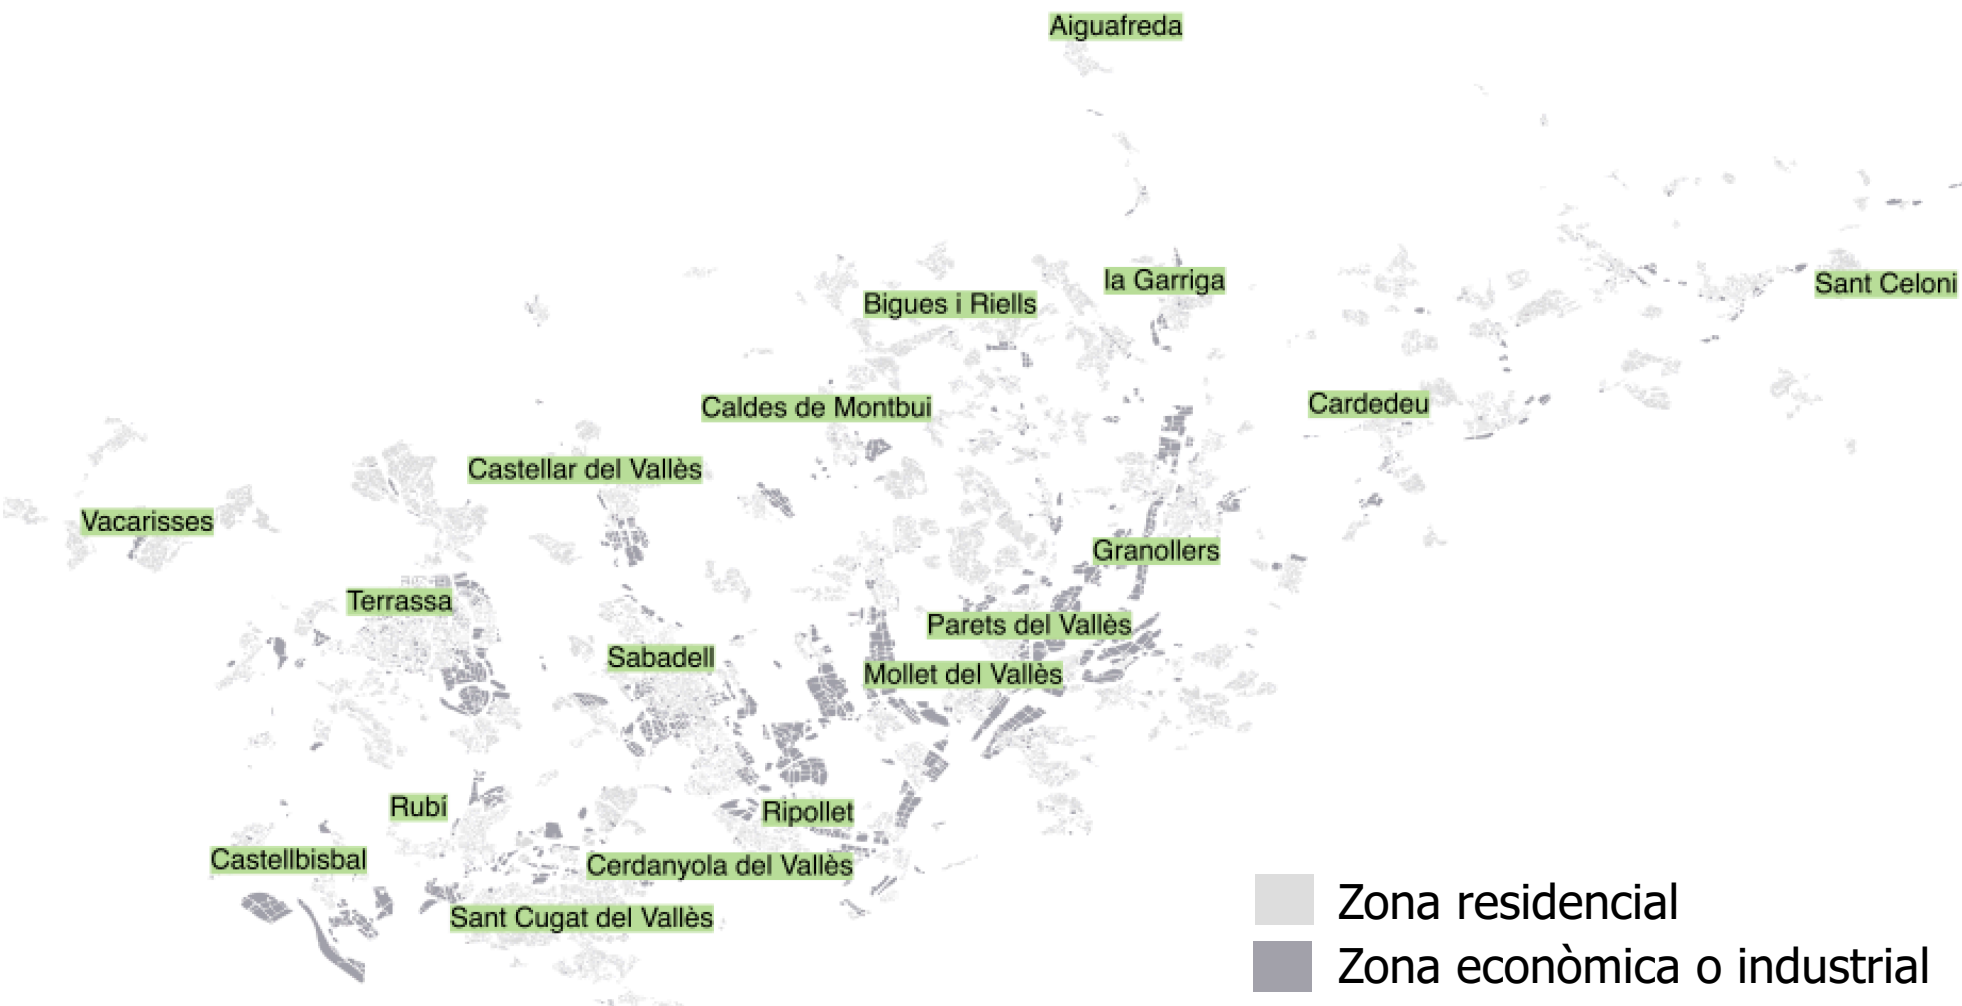 Aiguafreda
la Garriga
Sant Celoni
Bigues i Riells
Caldes de Montbui
Cardedeu
Castellar del Vallès
Vacarisses
Granollers
Terrassa
Parets del Vallès
Sabadell
Mollet del Vallès
Rubí
Ripollet
Castellbisbal
Cerdanyola del Vallès
Sant Cugat del Vallès
Zona residencial
Zona econòmica o industrial